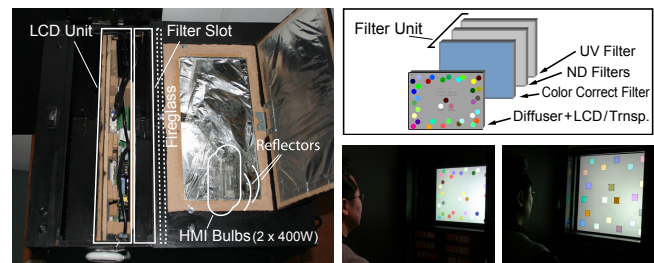 LCD Unit
Filter Slot
Fireglass
Reflectors
HMI Bulbs (2 x 400W)
Filter Unit
UV Filter
ND Filters
Color Correct Filter
Diffuser+LCD/Trnsp.